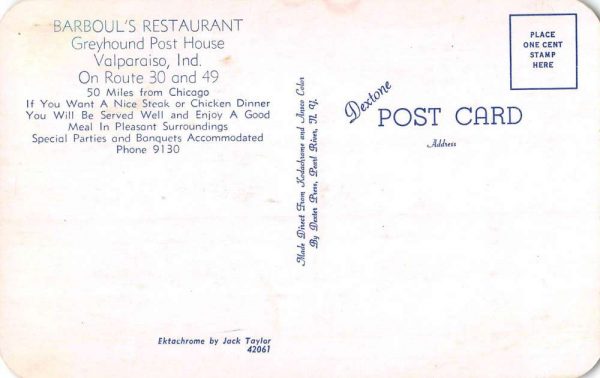 BARBOUL'S RESTAURANT
Greyhound Post House
Valparaiso, Ind.
On Route 30 and 49
50 Miles from Chicago
If You Want A Nice Steak or Chicken Dinner
You Will Be Served Well and Enjoy A Good
Meal In Pleasant Surroundings
Special Parties and Banquets Accommodated
Phone 9130
Ektachrome by Jack Taylor
42061
Made Direct From Kodachrome and Ansco Color
By Dexter Press, Pearl River, N. Y.
Dextone
POST CARD
Address
PLACE
ONE CENT
STAMP
HERE